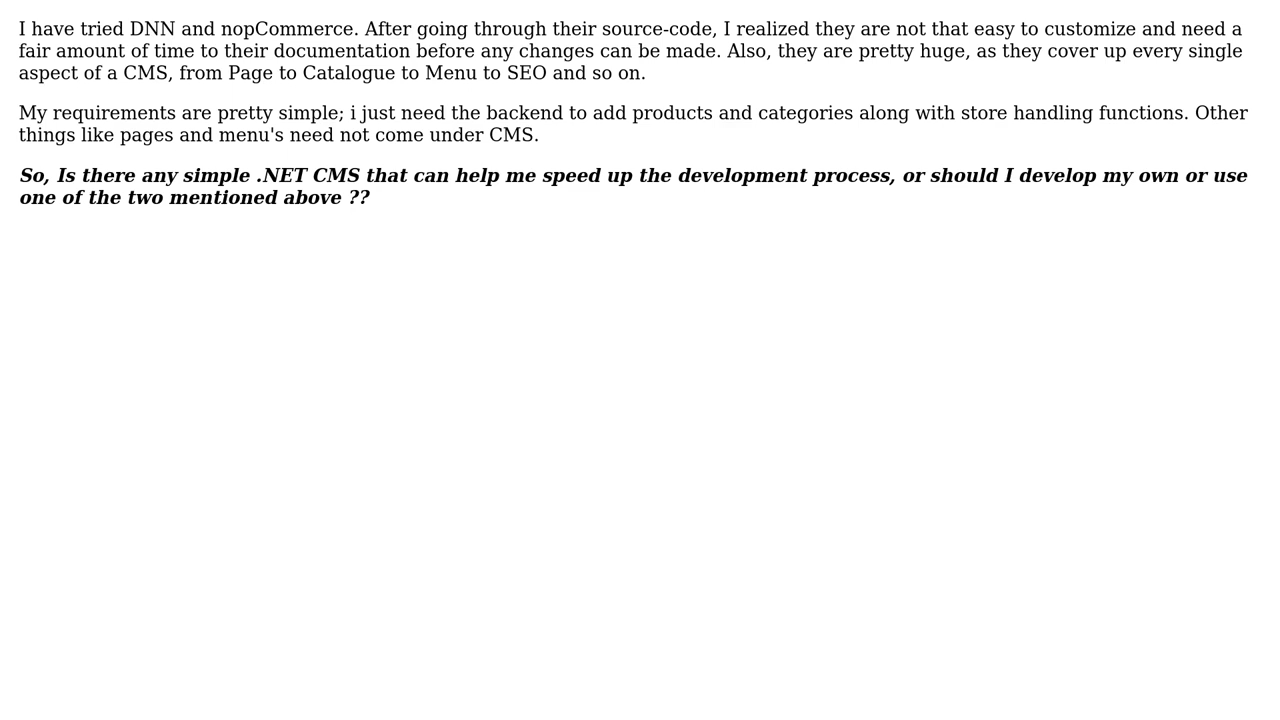 I have tried DNN and nopCommerce. After going through their source-code, I realized they are not that easy to customize and need a
fair amount of time to their documentation before any changes can be made. Also, they are pretty huge, as they cover up every single
aspect of a CMS, from Page to Catalogue to Menu to SEO and so on.
My requirements are pretty simple; i just need the backend to add products and categories along with store handling functions. Other
things like pages and menu's need not come under CMS.
So, Is there any simple .NET CMS that can help me speed up the development process, or should I develop my own or use
one of the two mentioned above ??